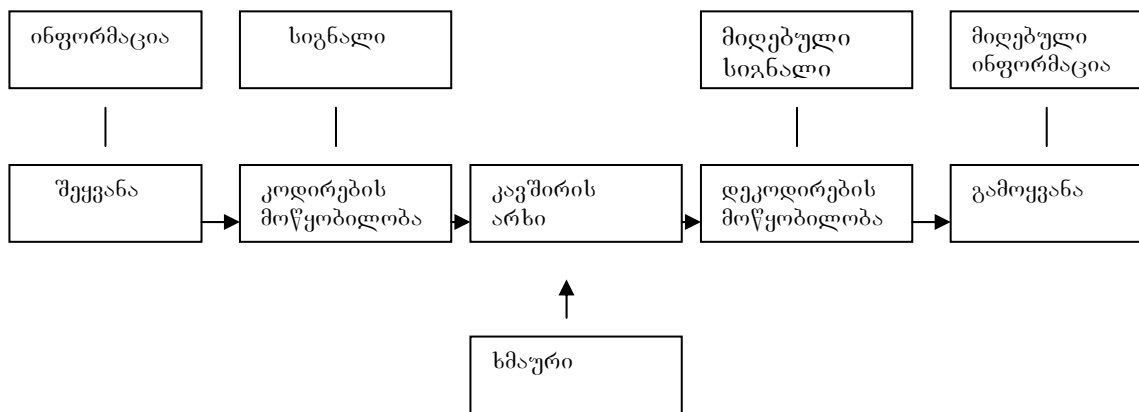 ინფორმაცია
სიგნალი
მიღებული
სიგნალი
მიღებული
ინფორმაცია
შეყვანა
კოდირების
მოწყობილობა
კავშირის
არხი
დეკოდირების
მოწყობილობა
გამოყვანა
ხმაური